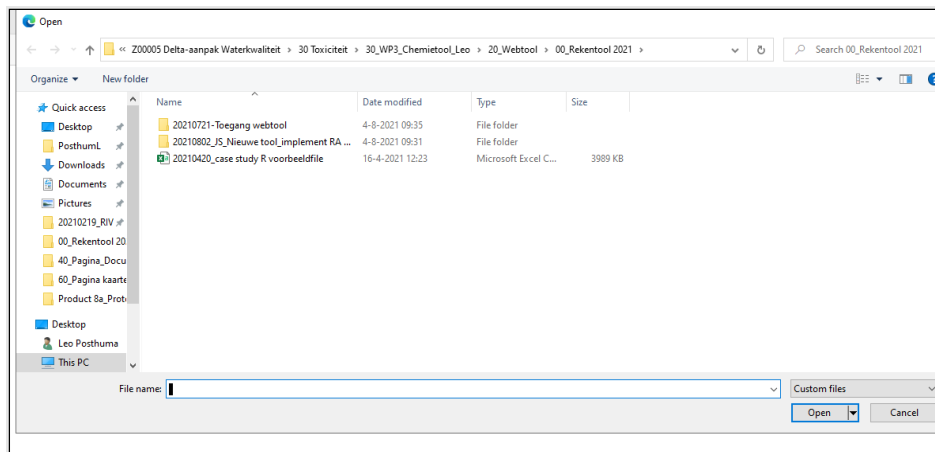 Open
« Z00005 Delta-aanpak Waterkwaliteit › 30 Toxiciteit › 30_WP3_Chemietool_Leo › 20_Webtool › 00_Rekentool 2021 ›
Search 00_Rekentool 2021
Organize
New folder
Quick access
Desktop
PosthumL
Downloads
Documents
Pictures
20210219_RIV
00_Rekentool 20
40_Pagina_Docu
60_Pagina kaarte
Product 8a_Prot
Desktop
Leo Posthuma
This PC
Name Date modified Type Size
20210721-Toegang webtool 4-8-2021 09:35 File folder
20210802_JS_Nieuwe tool_implement RA ... 4-8-2021 09:31 File folder
20210420_case study R voorbeeldfile 16-4-2021 12:23 Microsoft Excel C... 3989 KB
File name:
Custom files
Open
Cancel